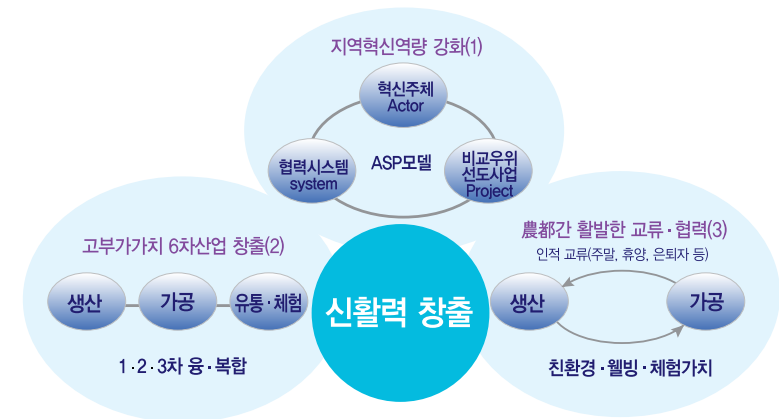 지역혁신역량 강화(1)
혁신주체
Actor
협력시스템
system
ASP모델
비교우위
선도사업
Project
고부가가치 6차산업 창출(2)
생산
가공
유통·체험
1·2·3차 융·복합
신활력 창출
農都간 활발한 교류·협력(3)
인적 교류(주말, 휴양, 은퇴자 등)
생산
가공
친환경·웰빙·체험가치